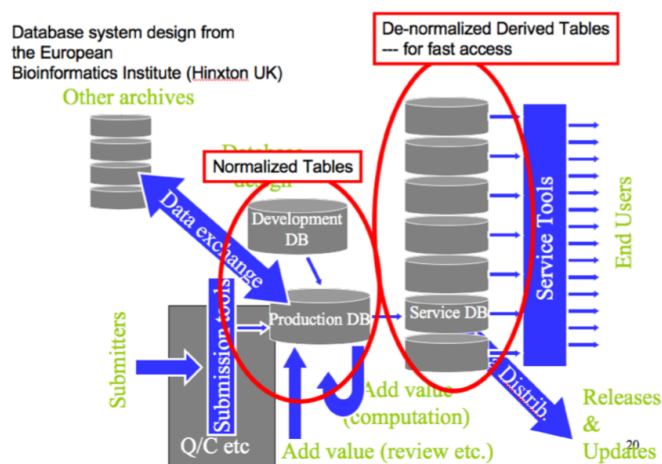 Database system design from
the European
Bioinformatics Institute (Hinxton UK)
De-normalized Derived Tables
--- for fast access
Other archives
Database
design
Normalized Tables
Development
DB
Data exchange
Production DB
Service DB
Service Tools
End Users
Submitters
Submission tools
Q/C etc
Add value
(computation)
Add value (review etc.)
Distrib.
Releases
&
Updates
20